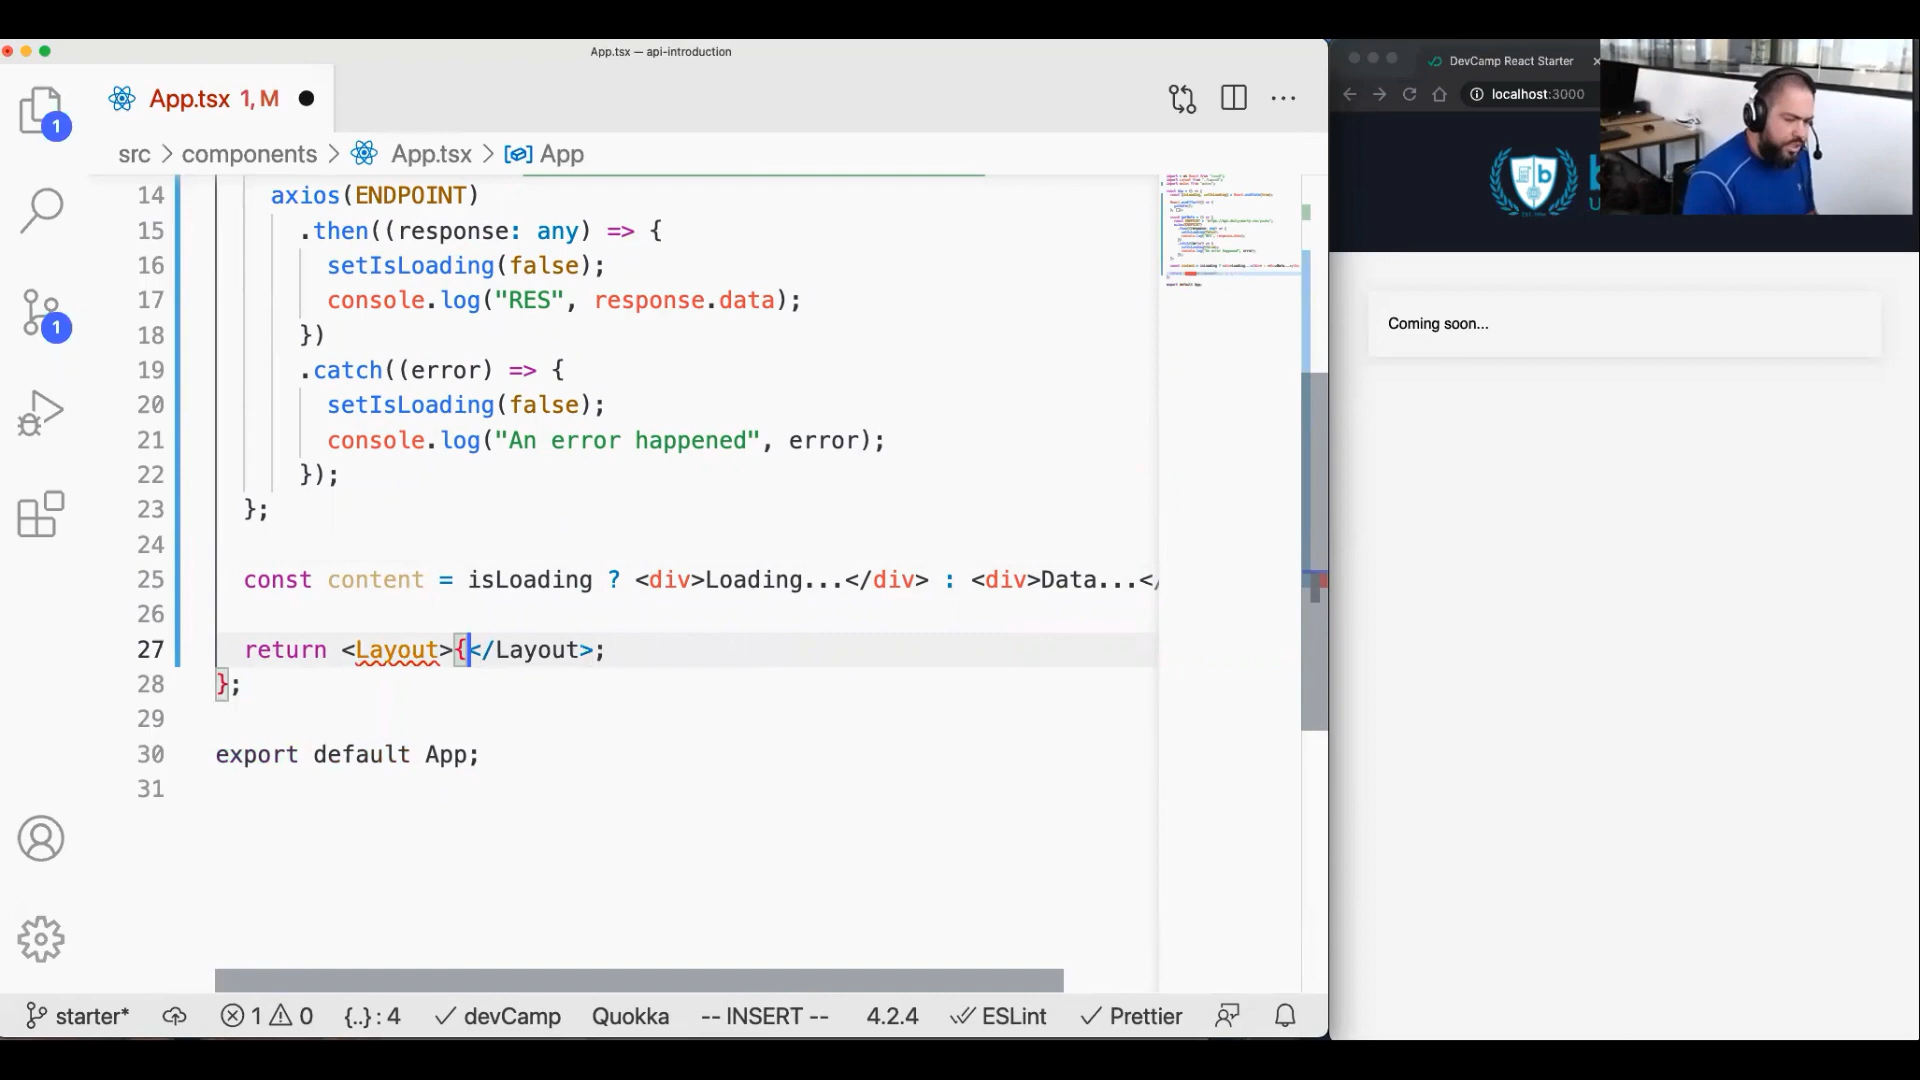 App.tsx — api-introduction
App.tsx 1, M
src > components > App.tsx > App
14 axios(ENDPOINT)
15 .then((response: any) => {
16 setIsLoading(false);
17 console.log("RES", response.data);
18 })
19 .catch((error) => {
20 setIsLoading(false);
21 console.log("An error happened", error);
22 });
23 };
24
25 const content = isLoading ? <div>Loading...</div> : <div>Data...</
26
27 return <Layout>{</Layout>;
28 };
29
30 export default App;
31
1
1
starter* 1 0 {..}: 4 devCamp Quokka -- INSERT -- 4.2.4 ESLint Prettier
DevCamp React Starter
localhost:3000
b
Coming soon...